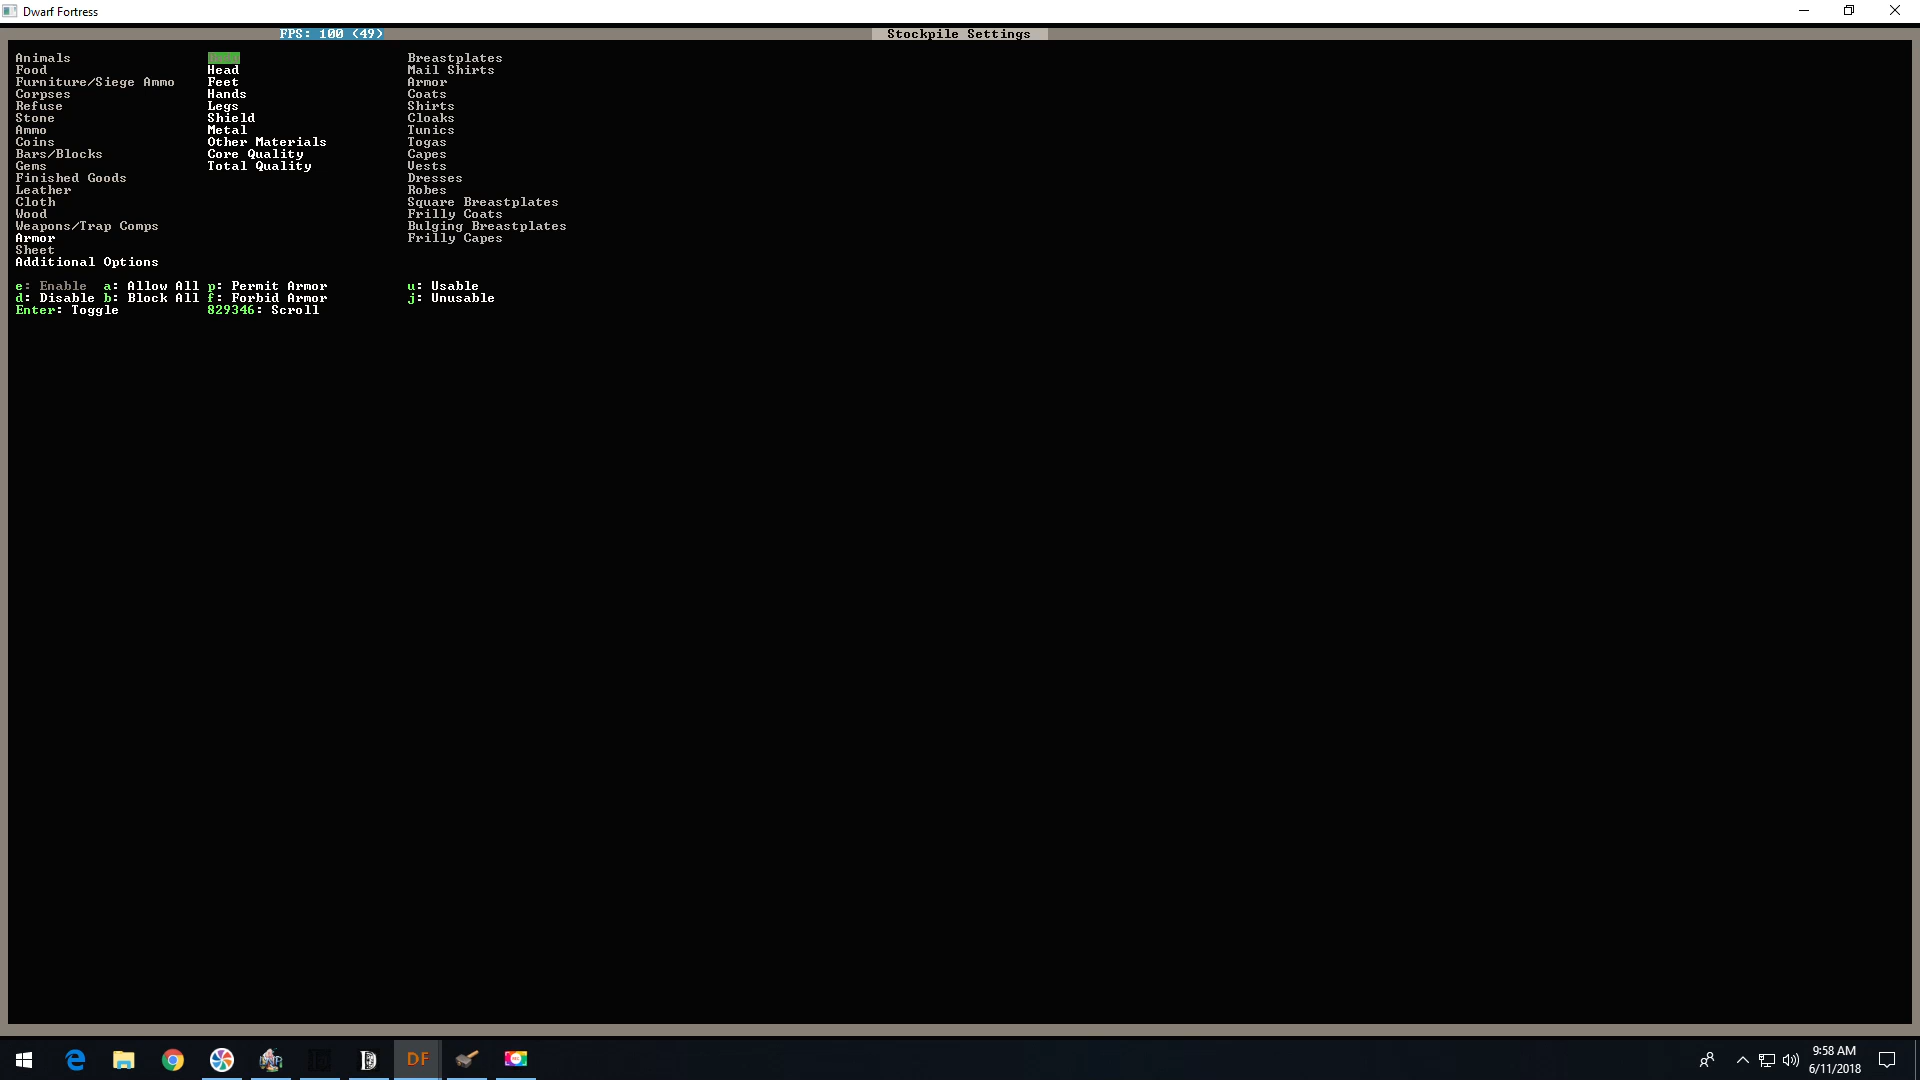 Dwarf Fortress
FPS: 100 (49)
Stockpile Settings
Animals
Food
Furniture/Siege Ammo
Corpses
Refuse
Stone
Ammo
Coins
Bars/Blocks
Gems
Finished Goods
Leather
Cloth
Wood
Weapons/Trap Comps
Armor
Sheet
Additional Options
Head
Feet
Hands
Legs
Shield
Metal
Other Materials
Core Quality
Total Quality
Breastplates
Mail Shirts
Armor
Coats
Shirts
Cloaks
Tunics
Togas
Capes
Vests
Dresses
Robes
Square Breastplates
Frilly Coats
Bulging Breastplates
Frilly Capes
e: Enable a: Allow All p: Permit Armor u: Usable
d: Disable b: Block All f: Forbid Armor j: Unusable
Enter: Toggle 829346: Scroll
DF
9:58 AM
6/11/2018